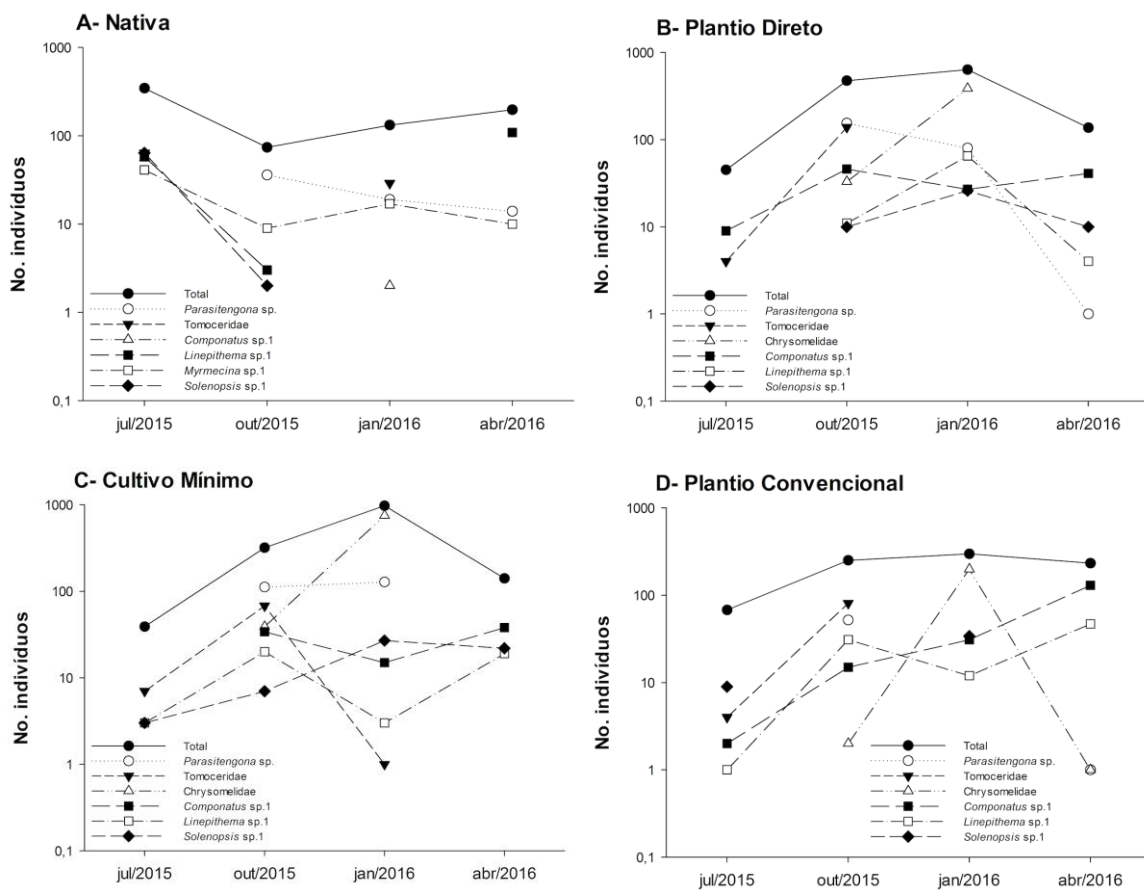 A- Nativa
No. indivíduos
1000
100
10
1
0,1
Total
Parasitengona sp.
Tomoceridae
Componatus sp.1
Linepithema sp.1
Myrmecina sp.1
Solenopsis sp.1
jul/2015 out/2015 jan/2016 abr/2016
B- Plantio Direto
No. indivíduos
1000
100
10
1
0,1
Total
Parasitengona sp.
Tomoceridae
Chrysomelidae
Componatus sp.1
Linepithema sp.1
Solenopsis sp.1
jul/2015 out/2015 jan/2016 abr/2016
C- Cultivo Mínimo
No. indivíduos
1000
100
10
1
0,1
Total
Parasitengona sp.
Tomoceridae
Chrysomelidae
Componatus sp.1
Linepithema sp.1
Solenopsis sp.1
jul/2015 out/2015 jan/2016 abr/2016
D- Plantio Convencional
No. indivíduos
1000
100
10
1
0,1
Total
Parasitengona sp.
Tomoceridae
Chrysomelidae
Componatus sp.1
Linepithema sp.1
Solenopsis sp.1
jul/2015 out/2015 jan/2016 abr/2016